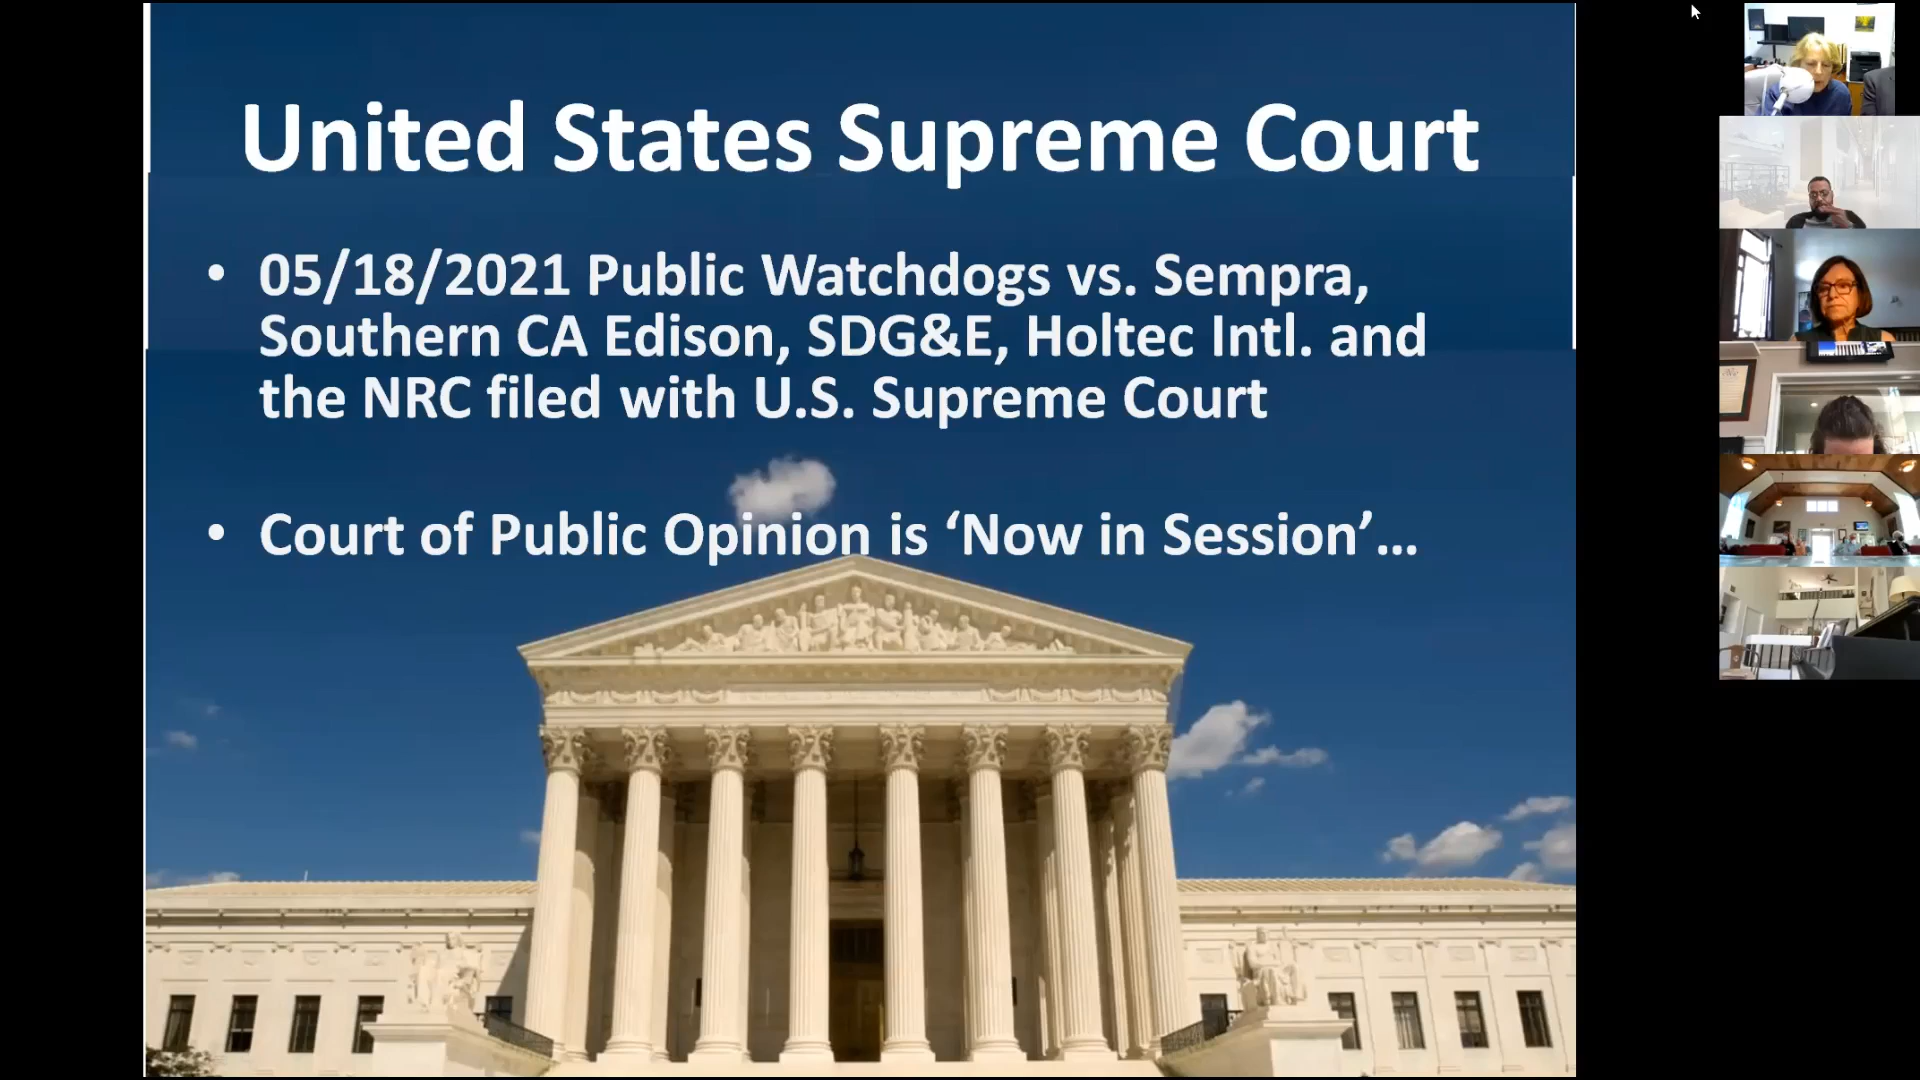 United States Supreme Court
• 05/18/2021 Public Watchdogs vs. Sempra,
Southern CA Edison, SDG&E, Holtec Intl. and
the NRC filed with U.S. Supreme Court
• Court of Public Opinion is ‘Now in Session’...